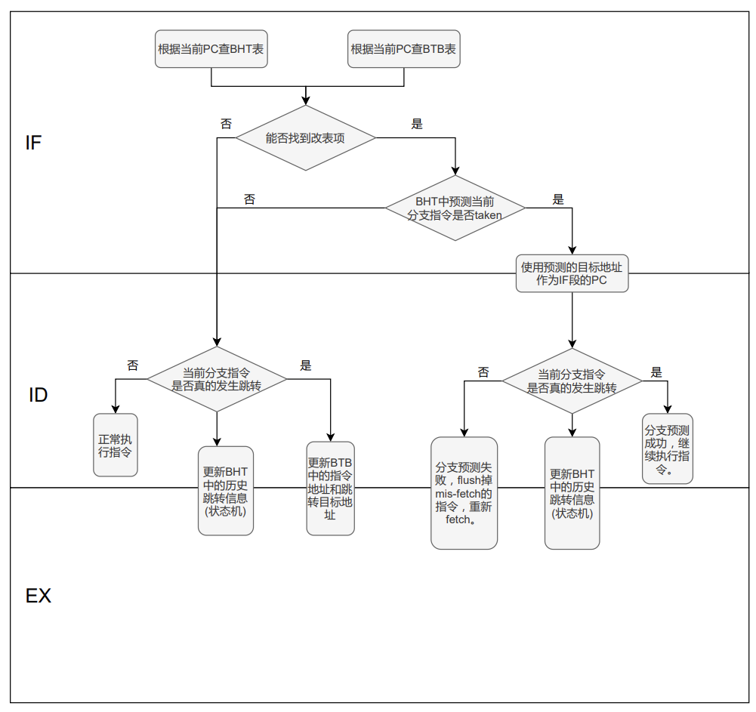 根据当前PC查BHT表
根据当前PC查BTB表
IF
否
能否找到改表项
是
否
BHT中预测当前
分支指令是否taken
是
使用预测的目标地址
作为IF段的PC
ID
否
当前分支指令
是否真的发生跳转
是
否
当前分支指令
是否真的发生跳转
是
正常执
行指令
更新BHT
中的历史
跳转信息
(状态机)
更新BTB
中的指令
地址和跳
转目标地
址
分支预测失
败，flush掉
mis-fetch的
指令，重新
fetch。
更新BHT
中的历史
跳转信息
(状态机)
分支预测
成功，继
续执行指
令。
EX